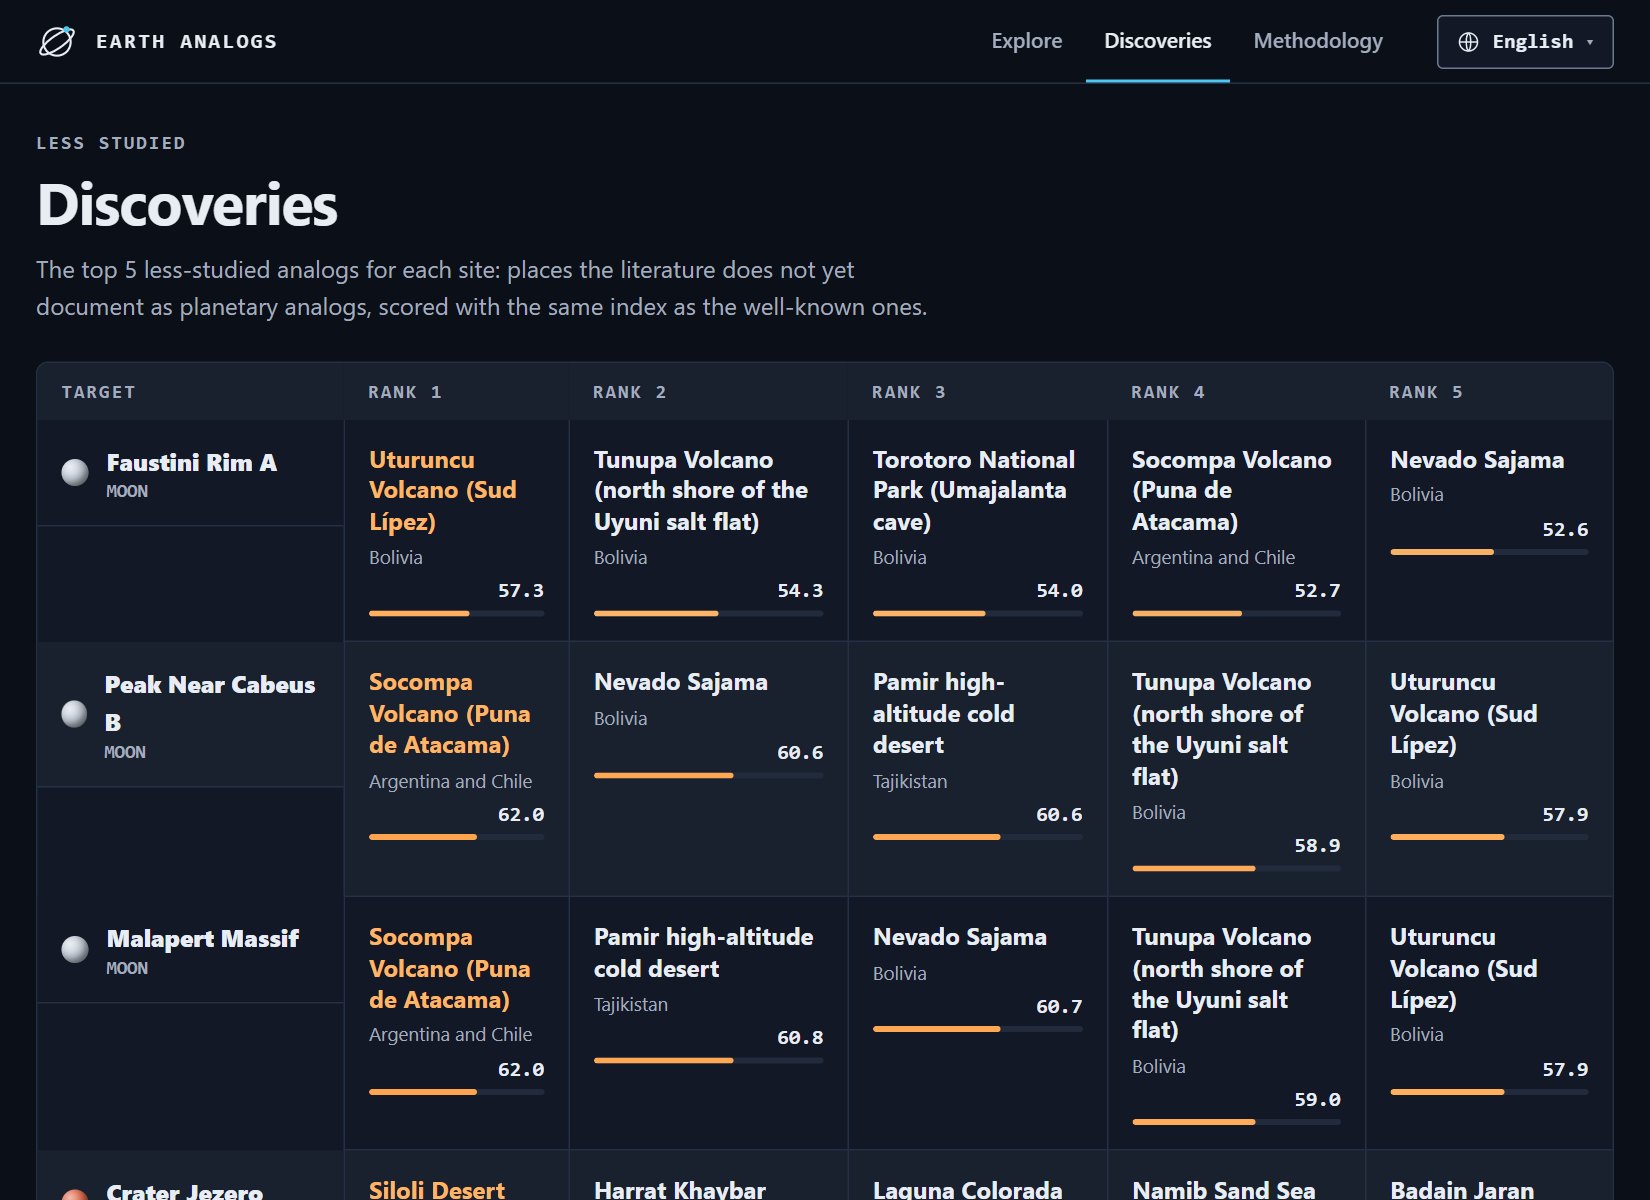 EARTH ANALOGS
Explore
Discoveries
Methodology
English
LESS STUDIED
Discoveries
The top 5 less-studied analogs for each site: places the literature does not yet
document as planetary analogs, scored with the same index as the well-known ones.
TARGET
RANK 1
RANK 2
RANK 3
RANK 4
RANK 5
Faustini Rim A
MOON
Uturuncu
Volcano (Sud
Lípez)
Bolivia
57.3
Tunupa Volcano
(north shore of the
Uyuni salt flat)
Bolivia
54.3
Torotoro National
Park (Umajalanta
cave)
Bolivia
54.0
Socompa Volcano
(Puna de
Atacama)
Argentina and Chile
52.7
Nevado Sajama
Bolivia
52.6
Peak Near Cabeus
B
MOON
Socompa
Volcano (Puna
de Atacama)
Argentina and Chile
62.0
Nevado Sajama
Bolivia
60.6
Pamir high-
altitude cold
desert
Tajikistan
60.6
Tunupa Volcano
(north shore of
the Uyuni salt
flat)
Bolivia
58.9
Uturuncu
Volcano (Sud
Lípez)
Bolivia
57.9
Malapert Massif
MOON
Socompa
Volcano (Puna
de Atacama)
Argentina and Chile
62.0
Pamir high-altitude
cold desert
Tajikistan
60.8
Nevado Sajama
Bolivia
60.7
Tunupa Volcano
(north shore of
the Uyuni salt
flat)
Bolivia
59.0
Uturuncu
Volcano (Sud
Lípez)
Bolivia
57.9
Crater Jezero
Siloli Desert
Harrat Khaybar
Laguna Colorada
Namib Sand Sea
Badain Jaran